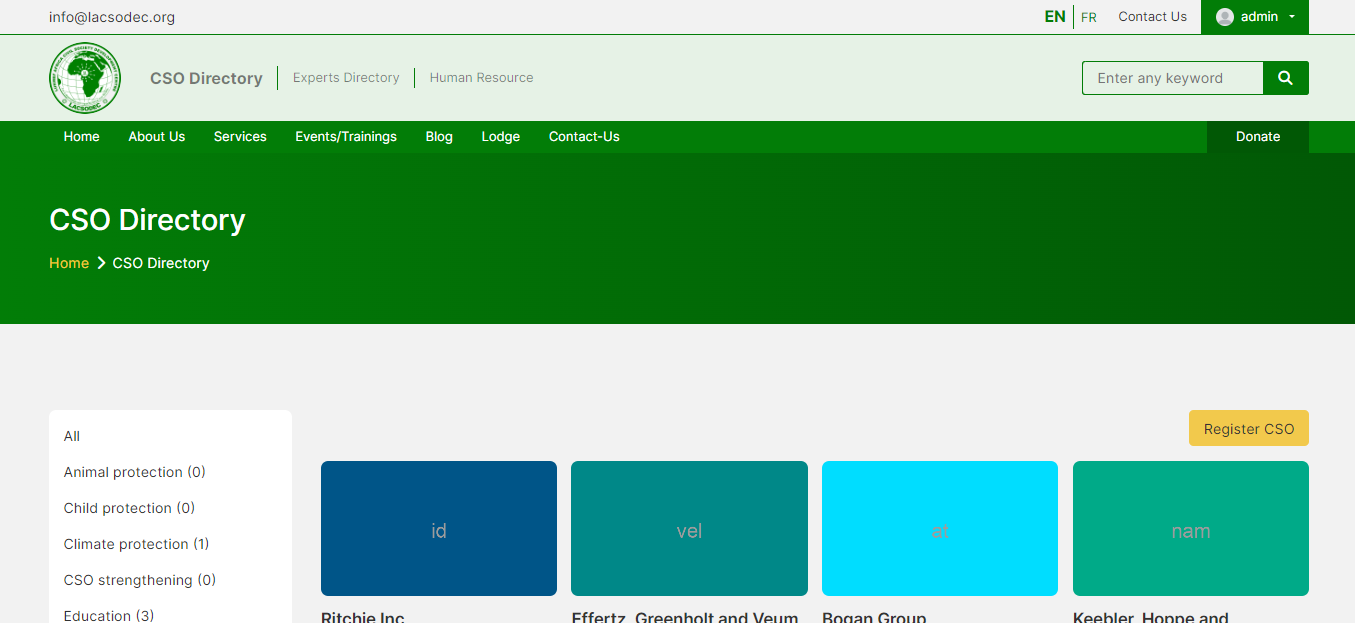 info@lacsodec.org
EN FR Contact Us admin
LACSODEC
CSO Directory Experts Directory Human Resource
Enter any keyword
Home About Us Services Events/Trainings Blog Lodge Contact-Us Donate
CSO Directory
Home CSO Directory
Register CSO
All
Animal protection (0)
Child protection (0)
Climate protection (1)
CSO strengthening (0)
Education (3)
id vel at nam
Ritchie Inc Effertz, Greenholt and Veum Bogan Group Keebler, Hoppe and